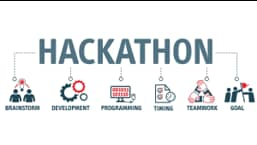 HACKATHON
BRAINSTORM DEVELOPMENT PROGRAMMING TIMING TEAMWORK GOAL